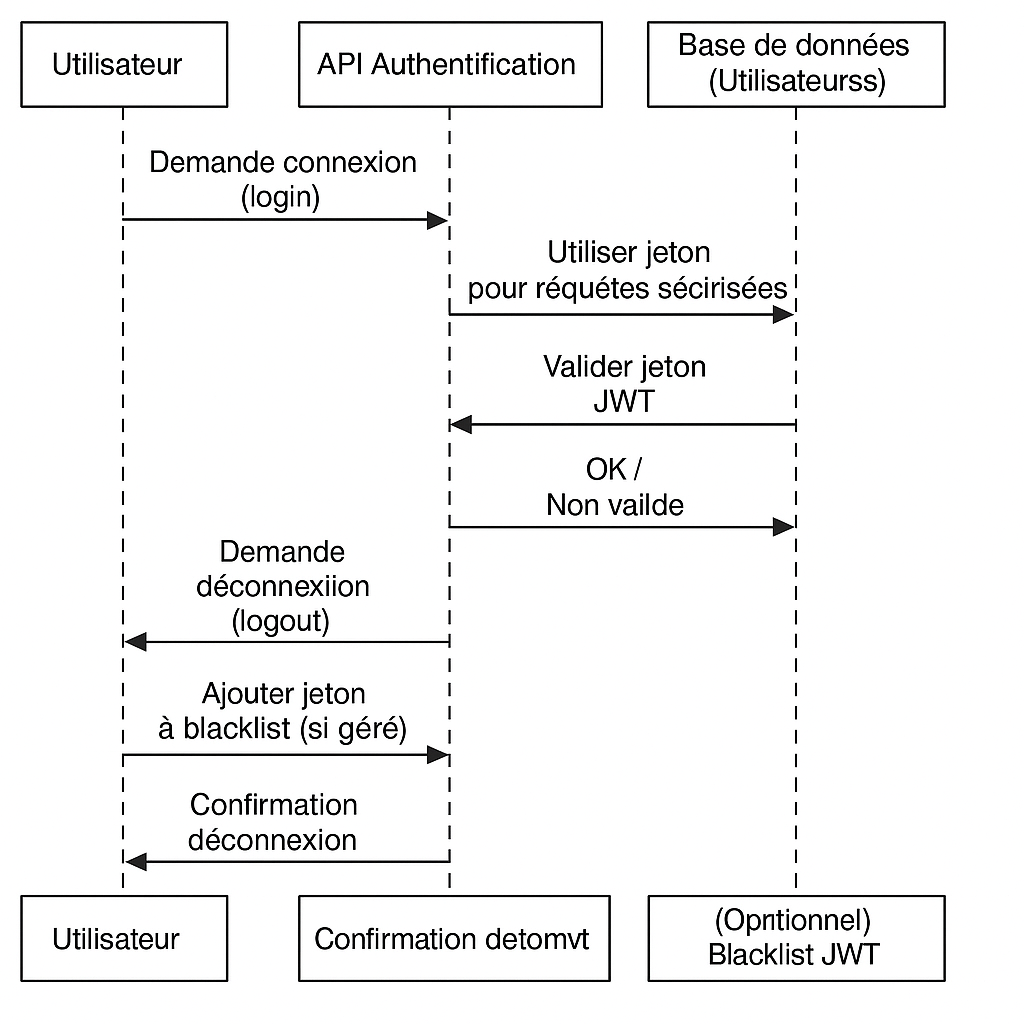 Utilisateur
API Authentification
Base de données
(Utilisateurss)
Demande connexion
(login)
Utiliser jeton
pour réquétes sécirisées
Valider jeton
JWT
OK /
Non vailde
Demande
déconnexiion
(logout)
Ajouter jeton
à blacklist (si géré)
Confirmation
déconnexion
Utilisateur
Confirmation detomvt
(Oprtitionnel)
Blacklist JWT